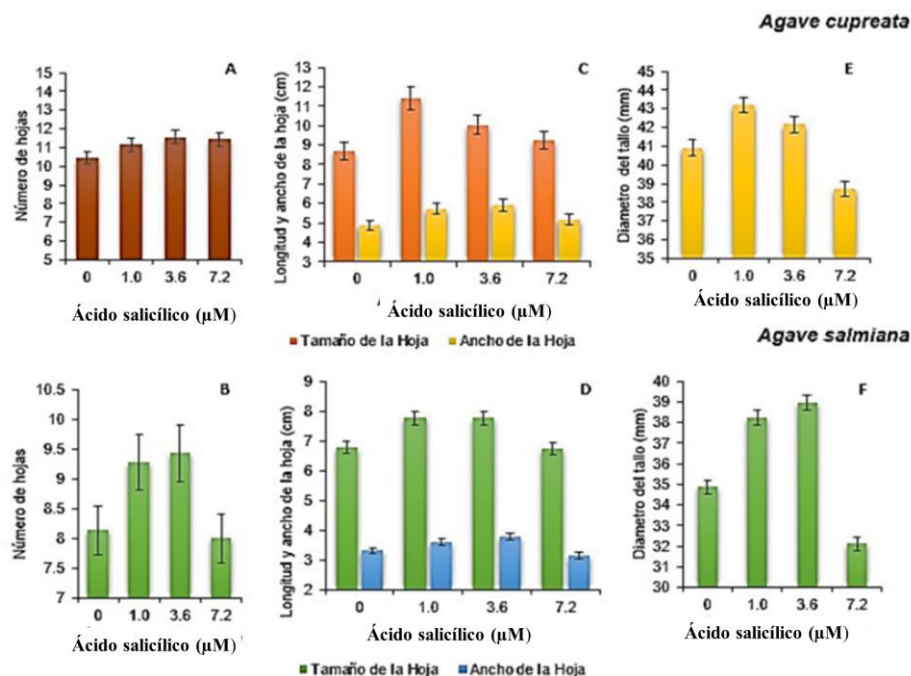 Agave cupreata
A
15
14
13
12
11
10
9
8
7
6
5
Número de hojas
0 1.0 3.6 7.2
Ácido salicílico (µM)
C
13
12
11
10
9
8
7
6
5
4
3
Longitud y ancho de la hoja (cm)
0 1.0 3.6 7.2
Ácido salicílico (µM)
Tamaño de la Hoja Ancho de la Hoja
E
45
44
43
42
41
40
39
38
37
36
35
Diametro del tallo (mm)
0 1.0 3.6 7.2
Ácido salicílico (µM)
Agave salmiana
B
10.5
10
9.5
9
8.5
8
7.5
7
Número de hojas
0 1.0 3.6 7.2
Ácido salicílico (µM)
D
9
8
7
6
5
4
3
2
Longitud y ancho de la hoja (cm)
0 1.0 3.6 7.2
Ácido salicílico (µM)
Tamaño de la Hoja Ancho de la Hoja
F
40
39
38
37
36
35
34
33
32
31
30
Diametro del tallo (mm)
0 1.0 3.6 7.2
Ácido salicílico (µM)